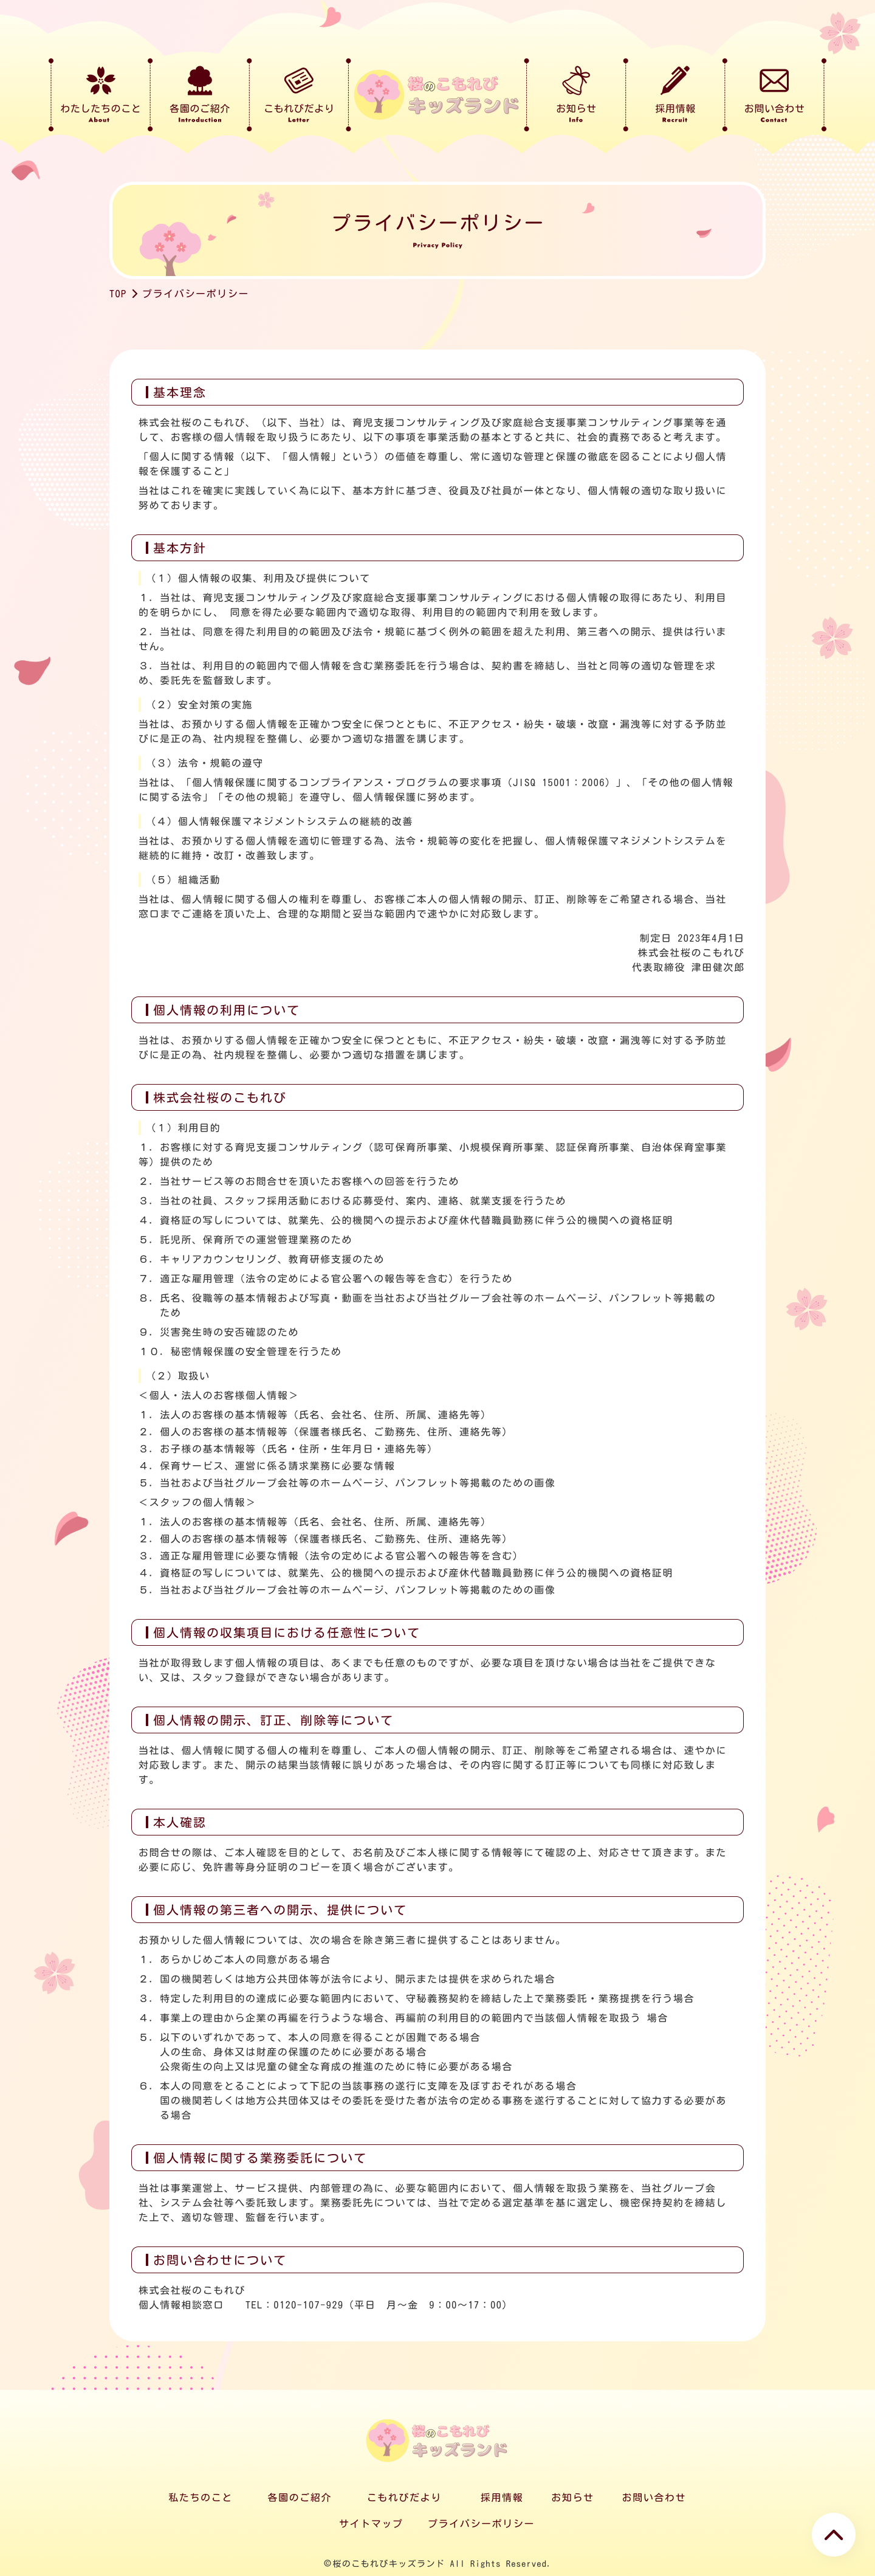 わたしたちのこと
About
各園のご紹介
Introduction
こもれびだより
Letter
桜のこもれび
キッズランド
お知らせ
Info
採用情報
Recruit
お問い合わせ
Contact
プライバシーポリシー
Privacy Policy
TOP プライバシーポリシー
基本理念
株式会社桜のこもれび、（以下、当社）は、育児支援コンサルティング及び家庭総合支援事業コンサルティング事業等を通
して、お客様の個人情報を取り扱うにあたり、以下の事項を事業活動の基本とすると共に、社会的責務であると考えます。
「個人に関する情報（以下、「個人情報」という）の価値を尊重し、常に適切な管理と保護の徹底を図ることにより個人情
報を保護すること」
当社はこれを確実に実践していく為に以下、基本方針に基づき、役員及び社員が一体となり、個人情報の適切な取り扱いに
努めております。
基本方針
（１）個人情報の収集、利用及び提供について
１．当社は、育児支援コンサルティング及び家庭総合支援事業コンサルティングにおける個人情報の取得にあたり、利用目
的を明らかにし、 同意を得た必要な範囲内で適切な取得、利用目的の範囲内で利用を致します。
２．当社は、同意を得た利用目的の範囲及び法令・規範に基づく例外の範囲を超えた利用、第三者への開示、提供は行いま
せん。
３．当社は、利用目的の範囲内で個人情報を含む業務委託を行う場合は、契約書を締結し、当社と同等の適切な管理を求
め、委託先を監督致します。
（２）安全対策の実施
当社は、お預かりする個人情報を正確かつ安全に保つとともに、不正アクセス・紛失・破壊・改竄・漏洩等に対する予防並
びに是正の為、社内規程を整備し、必要かつ適切な措置を講じます。
（３）法令・規範の遵守
当社は、「個人情報保護に関するコンプライアンス・プログラムの要求事項（JISQ 15001：2006）」、「その他の個人情報
に関する法令」「その他の規範」を遵守し、個人情報保護に努めます。
（４）個人情報保護マネジメントシステムの継続的改善
当社は、お預かりする個人情報を適切に管理する為、法令・規範等の変化を把握し、個人情報保護マネジメントシステムを
継続的に維持・改訂・改善致します。
（５）組織活動
当社は、個人情報に関する個人の権利を尊重し、お客様ご本人の個人情報の開示、訂正、削除等をご希望される場合、当社
窓口までご連絡を頂いた上、合理的な期間と妥当な範囲内で速やかに対応致します。
制定日 2023年4月1日
株式会社桜のこもれび
代表取締役 津田健次郎
個人情報の利用について
当社は、お預かりする個人情報を正確かつ安全に保つとともに、不正アクセス・紛失・破壊・改竄・漏洩等に対する予防並
びに是正の為、社内規程を整備し、必要かつ適切な措置を講じます。
株式会社桜のこもれび
（１）利用目的
１．お客様に対する育児支援コンサルティング（認可保育所事業、小規模保育所事業、認証保育所事業、自治体保育室事業
等）提供のため
２．当社サービス等のお問合せを頂いたお客様への回答を行うため
３．当社の社員、スタッフ採用活動における応募受付、案内、連絡、就業支援を行うため
４．資格証の写しについては、就業先、公的機関への提示および産休代替職員勤務に伴う公的機関への資格証明
５．託児所、保育所での運営管理業務のため
６．キャリアカウンセリング、教育研修支援のため
７．適正な雇用管理（法令の定めによる官公署への報告等を含む）を行うため
８．氏名、役職等の基本情報および写真・動画を当社および当社グループ会社等のホームページ、パンフレット等掲載の
ため
９．災害発生時の安否確認のため
１０．秘密情報保護の安全管理を行うため
（２）取扱い
＜個人・法人のお客様個人情報＞
１．法人のお客様の基本情報等（氏名、会社名、住所、所属、連絡先等）
２．個人のお客様の基本情報等（保護者様氏名、ご勤務先、住所、連絡先等）
３．お子様の基本情報等（氏名・住所・生年月日・連絡先等）
４．保育サービス、運営に係る請求業務に必要な情報
５．当社および当社グループ会社等のホームページ、パンフレット等掲載のための画像
＜スタッフの個人情報＞
１．法人のお客様の基本情報等（氏名、会社名、住所、所属、連絡先等）
２．個人のお客様の基本情報等（保護者様氏名、ご勤務先、住所、連絡先等）
３．適正な雇用管理に必要な情報（法令の定めによる官公署への報告等を含む）
４．資格証の写しについては、就業先、公的機関への提示および産休代替職員勤務に伴う公的機関への資格証明
５．当社および当社グループ会社等のホームページ、パンフレット等掲載のための画像
個人情報の収集項目における任意性について
当社が取得致します個人情報の項目は、あくまでも任意のものですが、必要な項目を頂けない場合は当社をご提供できな
い、又は、スタッフ登録ができない場合があります。
個人情報の開示、訂正、削除等について
当社は、個人情報に関する個人の権利を尊重し、ご本人の個人情報の開示、訂正、削除等をご希望される場合は、速やかに
対応致します。また、開示の結果当該情報に誤りがあった場合は、その内容に関する訂正等についても同様に対応致しま
す。
本人確認
お問合せの際は、ご本人確認を目的として、お名前及びご本人様に関する情報等にて確認の上、対応させて頂きます。また
必要に応じ、免許書等身分証明のコピーを頂く場合がございます。
個人情報の第三者への開示、提供について
お預かりした個人情報については、次の場合を除き第三者に提供することはありません。
１．あらかじめご本人の同意がある場合
２．国の機関若しくは地方公共団体等が法令により、開示または提供を求められた場合
３．特定した利用目的の達成に必要な範囲内において、守秘義務契約を締結した上で業務委託・業務提携を行う場合
４．事業上の理由から企業の再編を行うような場合、再編前の利用目的の範囲内で当該個人情報を取扱う 場合
５．以下のいずれかであって、本人の同意を得ることが困難である場合
人の生命、身体又は財産の保護のために必要がある場合
公衆衛生の向上又は児童の健全な育成の推進のために特に必要がある場合
６．本人の同意をとることによって下記の当該事務の遂行に支障を及ぼすおそれがある場合
国の機関若しくは地方公共団体又はその委託を受けた者が法令の定める事務を遂行することに対して協力する必要があ
る場合
個人情報に関する業務委託について
当社は事業運営上、サービス提供、内部管理の為に、必要な範囲内において、個人情報を取扱う業務を、当社グループ会
社、システム会社等へ委託致します。業務委託先については、当社で定める選定基準を基に選定し、機密保持契約を締結し
た上で、適切な管理、監督を行います。
お問い合わせについて
株式会社桜のこもれび
個人情報相談窓口　　TEL：0120-107-929（平日　月〜金　9：00〜17：00）
桜のこもれび
キッズランド
私たちのこと 各園のご紹介 こもれびだより 採用情報 お知らせ お問い合わせ
サイトマップ プライバシーポリシー
©桜のこもれびキッズランド All Rights Reserved.